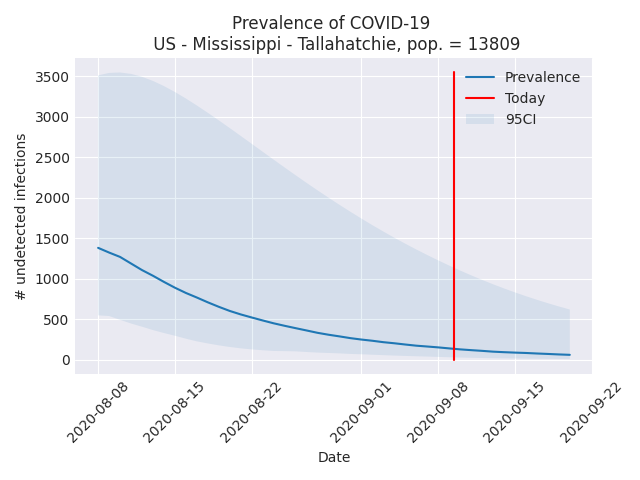 Prevalence of COVID-19
US - Mississippi - Tallahatchie, pop. = 13809
3500
3000
2500
2000
1500
1000
500
0
# undetected infections
Prevalence
Today
95CI
2020-08-08
2020-08-15
2020-08-22
2020-09-01
2020-09-08
2020-09-15
2020-09-22
Date